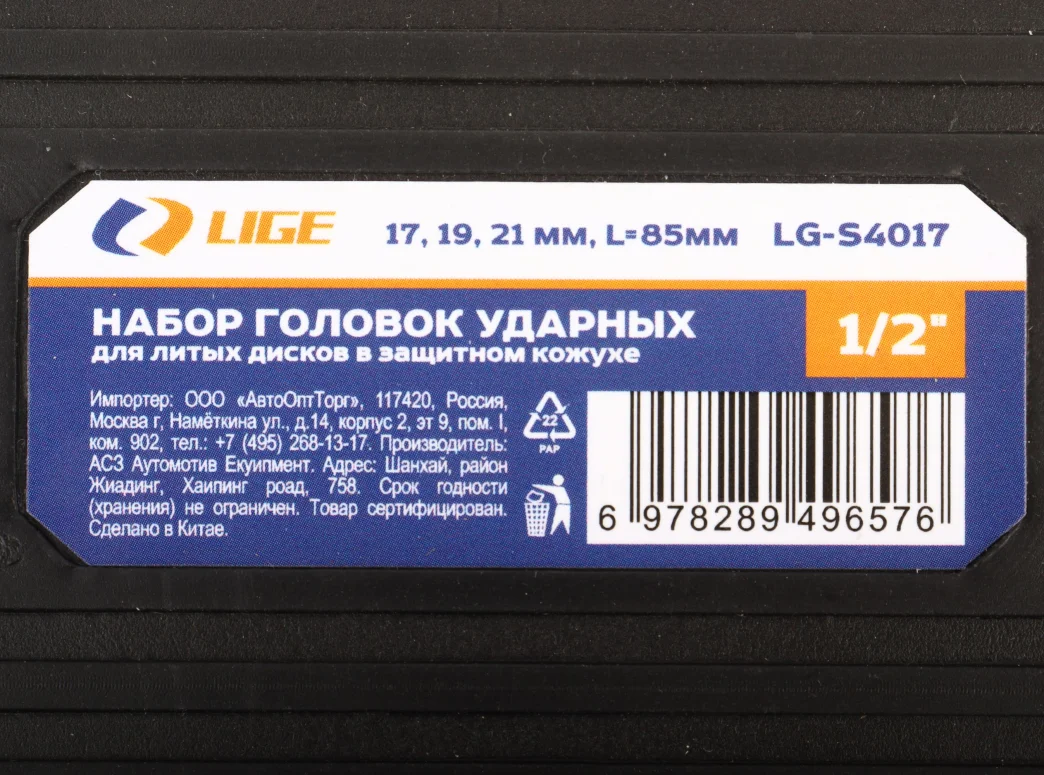 LIGE 17, 19, 21 мм, L=85мм LG-S4017
НАБОР ГОЛОВОК УДАРНЫХ
для литых дисков в защитном кожухе
1/2"
Импортер: ООО «АвтоОптТорг», 117420, Россия,
Москва г, Намёткина ул., д.14, корпус 2, эт 9, пом. I,
ком. 902, тел.: +7 (495) 268-13-17. Производитель:
АСЗ Аутомотив Екуипмент. Адрес: Шанхай, район
Жиадинг, Хаипинг роад, 758. Срок годности
(хранения) не ограничен. Товар сертифицирован.
Сделано в Китае.
22
PAP
6 978289 496576